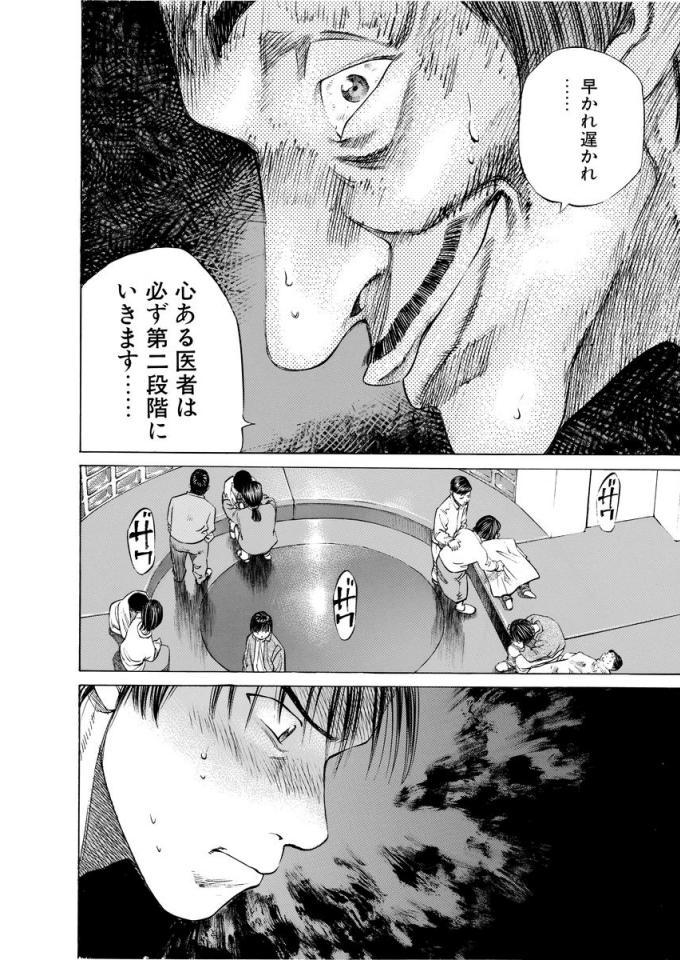 早かれ遅かれ
……
心ある医者は
必ず第二段階に
いきます……
ザワ
ザワ
ザワ